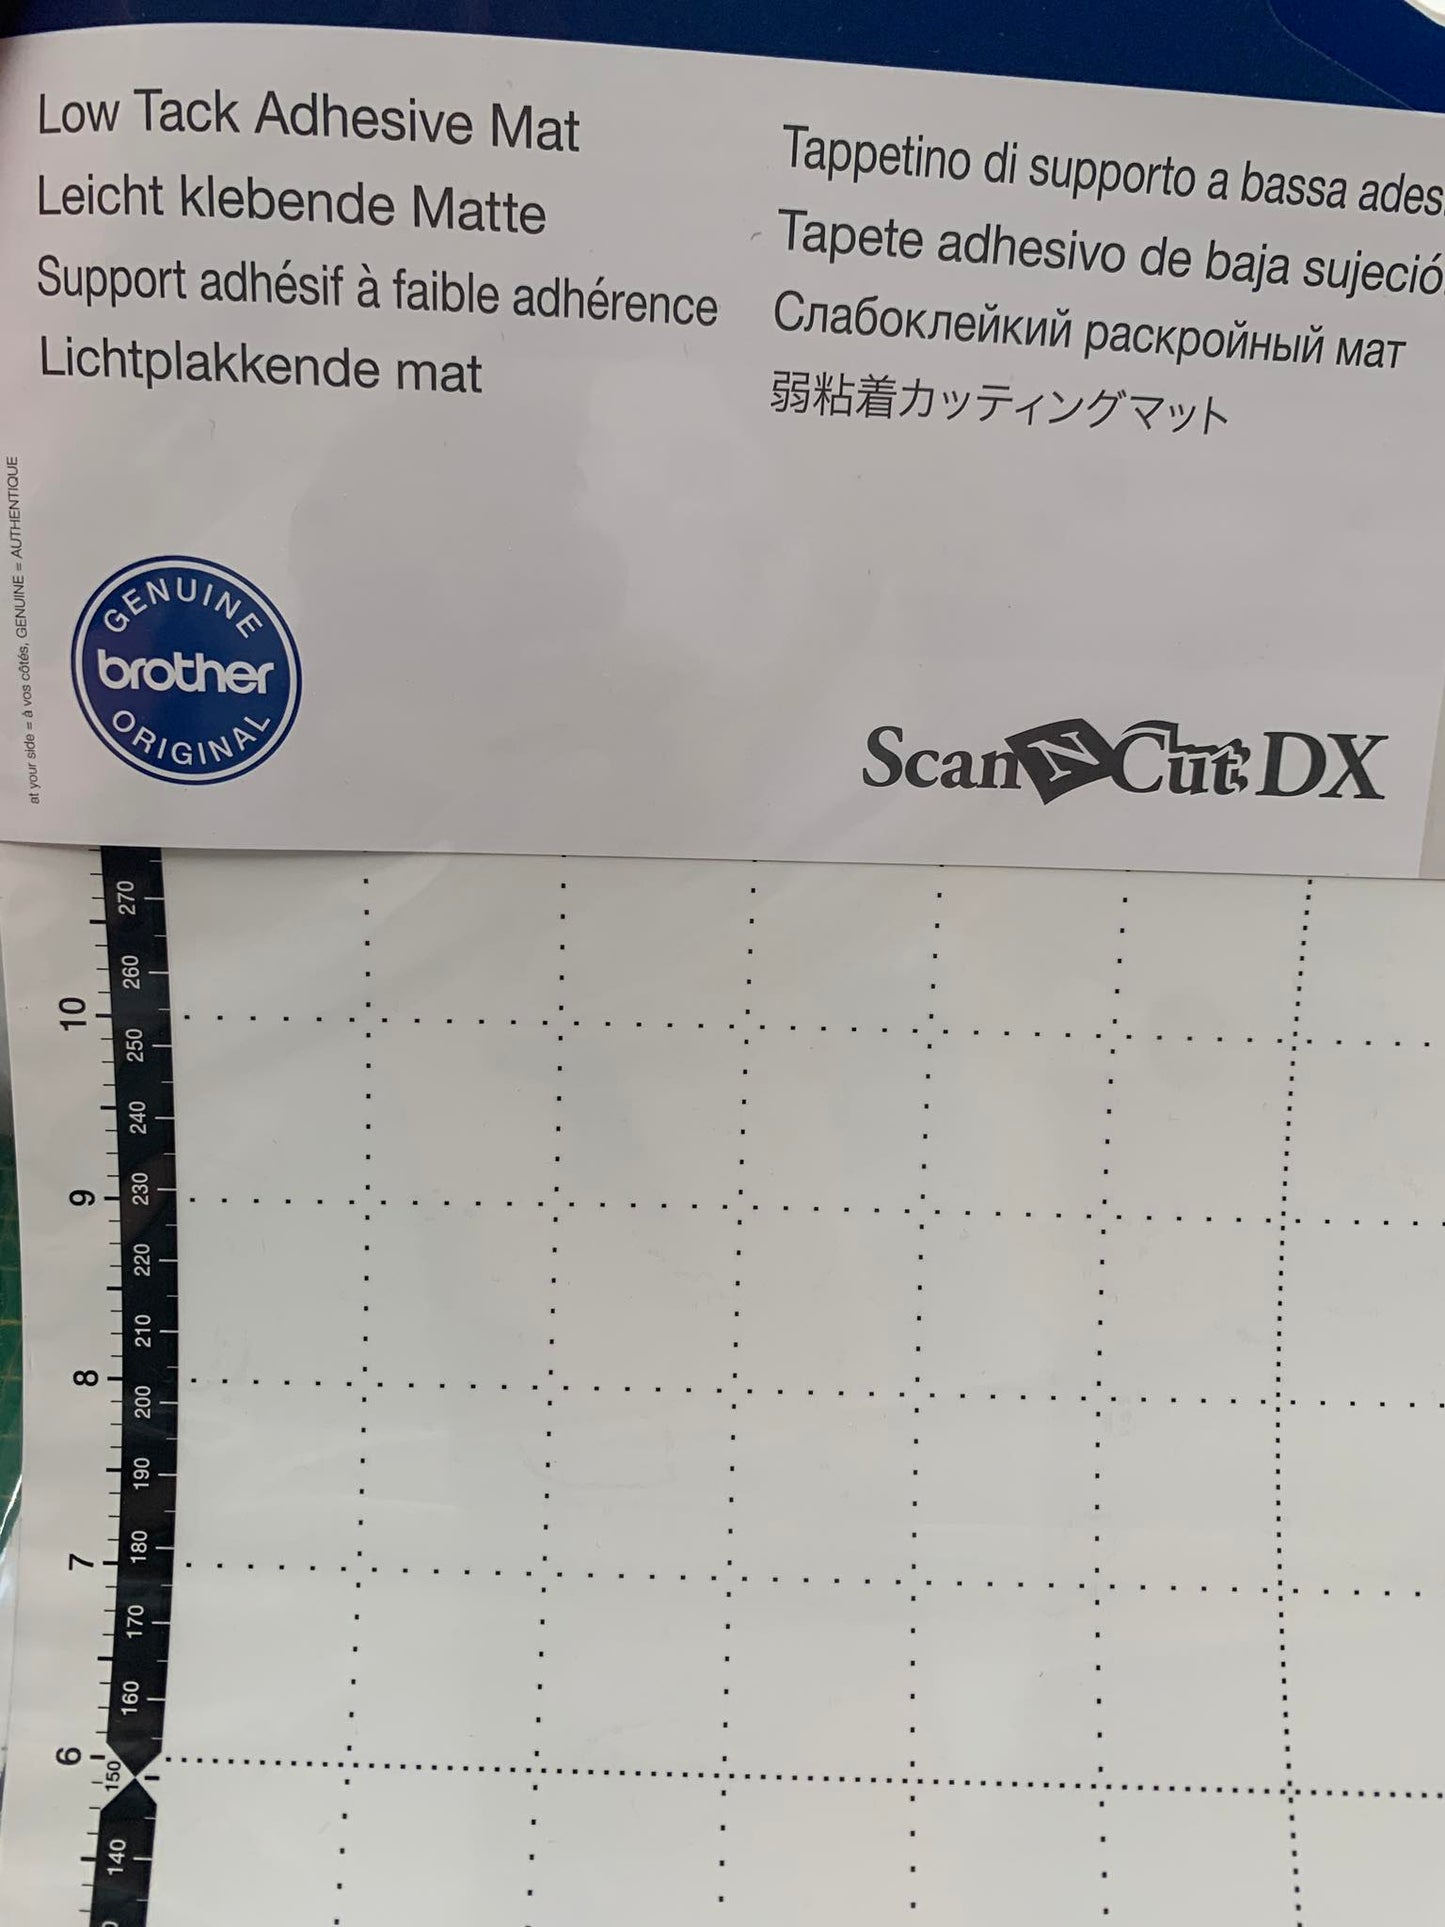 Low Tack Adhesive Mat
Leicht klebende Matte
Support adhésif à faible adhérence
Lichtplakkende mat
Tappetino di supporto a bassa
Tapete adhesivo de baja
Слабоклейкий раскройный мат
弱粘着カッティングマット
at your side = à vos côtés, GENUINE = AUTHENTIQUE
GENUINE
brother
ORIGINAL
ScanNCut DX
270
260
10
250
240
9
230
220
210
8
200
190
7
180
170
160
6
150
140